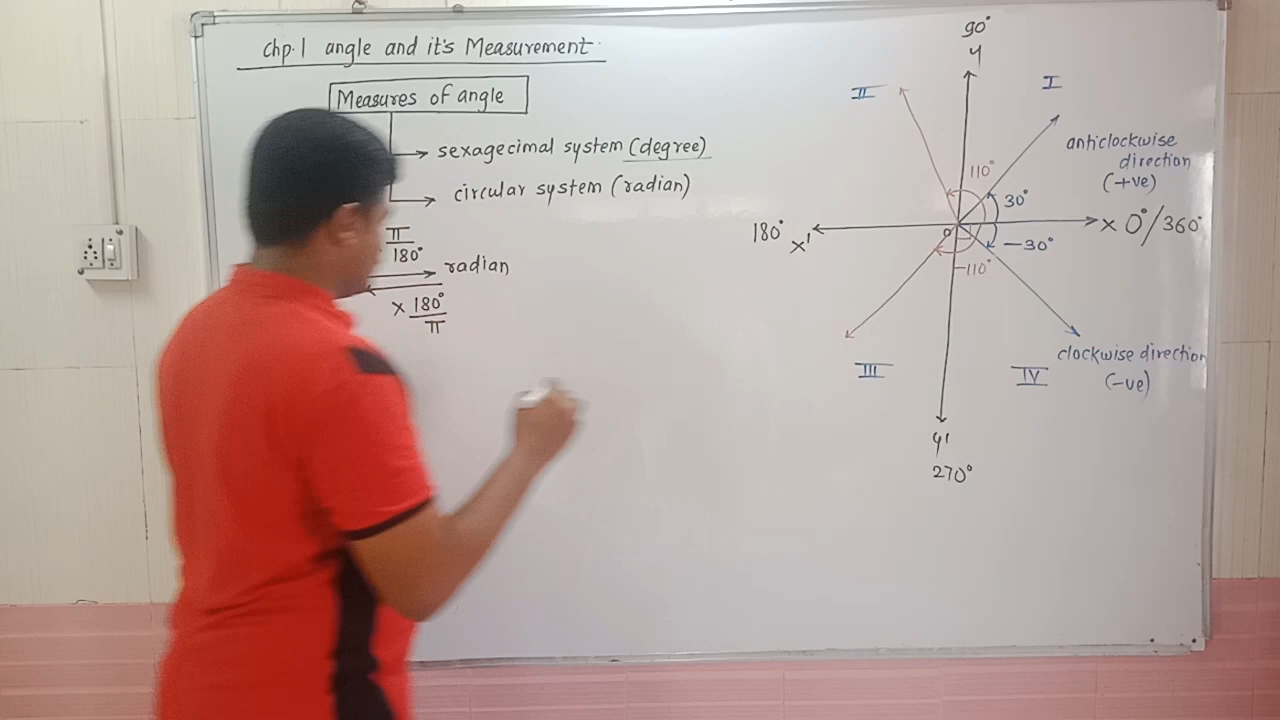 chp.1 angle and it's Measurement
Measures of angle
sexagecimal system (degree)
circular system (radian)
π
180°
radian
× 180°
π
90°
y
II
I
110°
anticlockwise
direction
(+ve)
30°
180°
x'
o
x 0°/360°
-30°
-110°
clockwise direction
(-ve)
III
IV
y'
270°